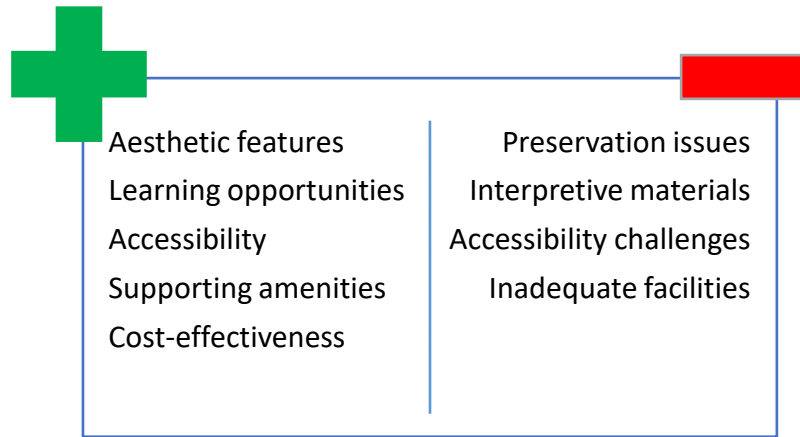 Aesthetic features
Learning opportunities
Accessibility
Supporting amenities
Cost-effectiveness
Preservation issues
Interpretive materials
Accessibility challenges
Inadequate facilities